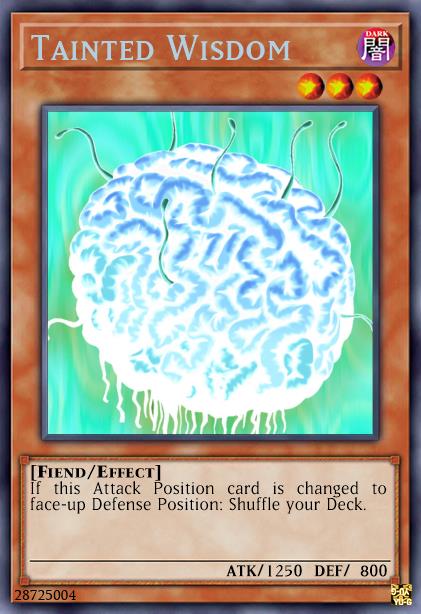 Tainted Wisdom
DARK
闇
[Fiend/Effect]
If this Attack Position card is changed to
face-up Defense Position: Shuffle your Deck.
ATK/1250 DEF/ 800
28725004